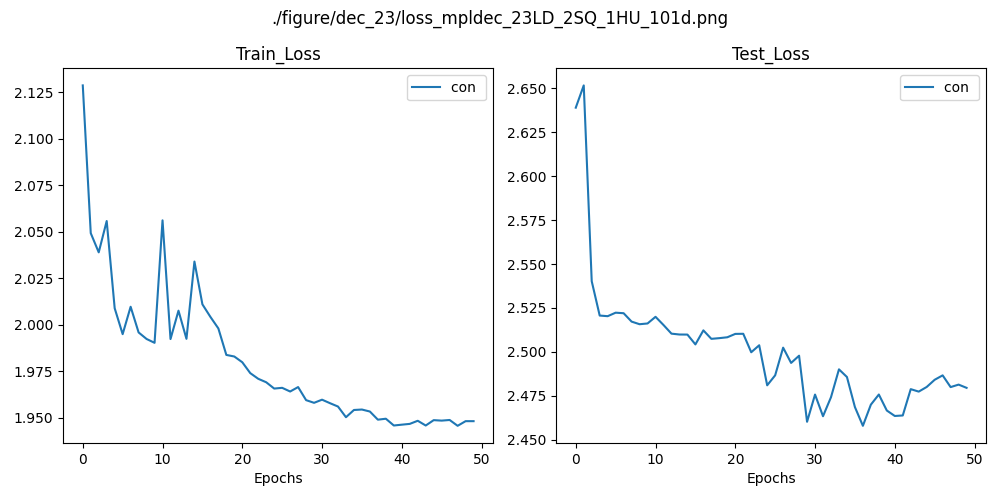 ./figure/dec_23/loss_mpldec_23LD_2SQ_1HU_101d.png
Train_Loss
con
2.125
2.100
2.075
2.050
2.025
2.000
1.975
1.950
0 10 20 30 40 50
Epochs
Test_Loss
con
2.650
2.625
2.600
2.575
2.550
2.525
2.500
2.475
2.450
0 10 20 30 40 50
Epochs